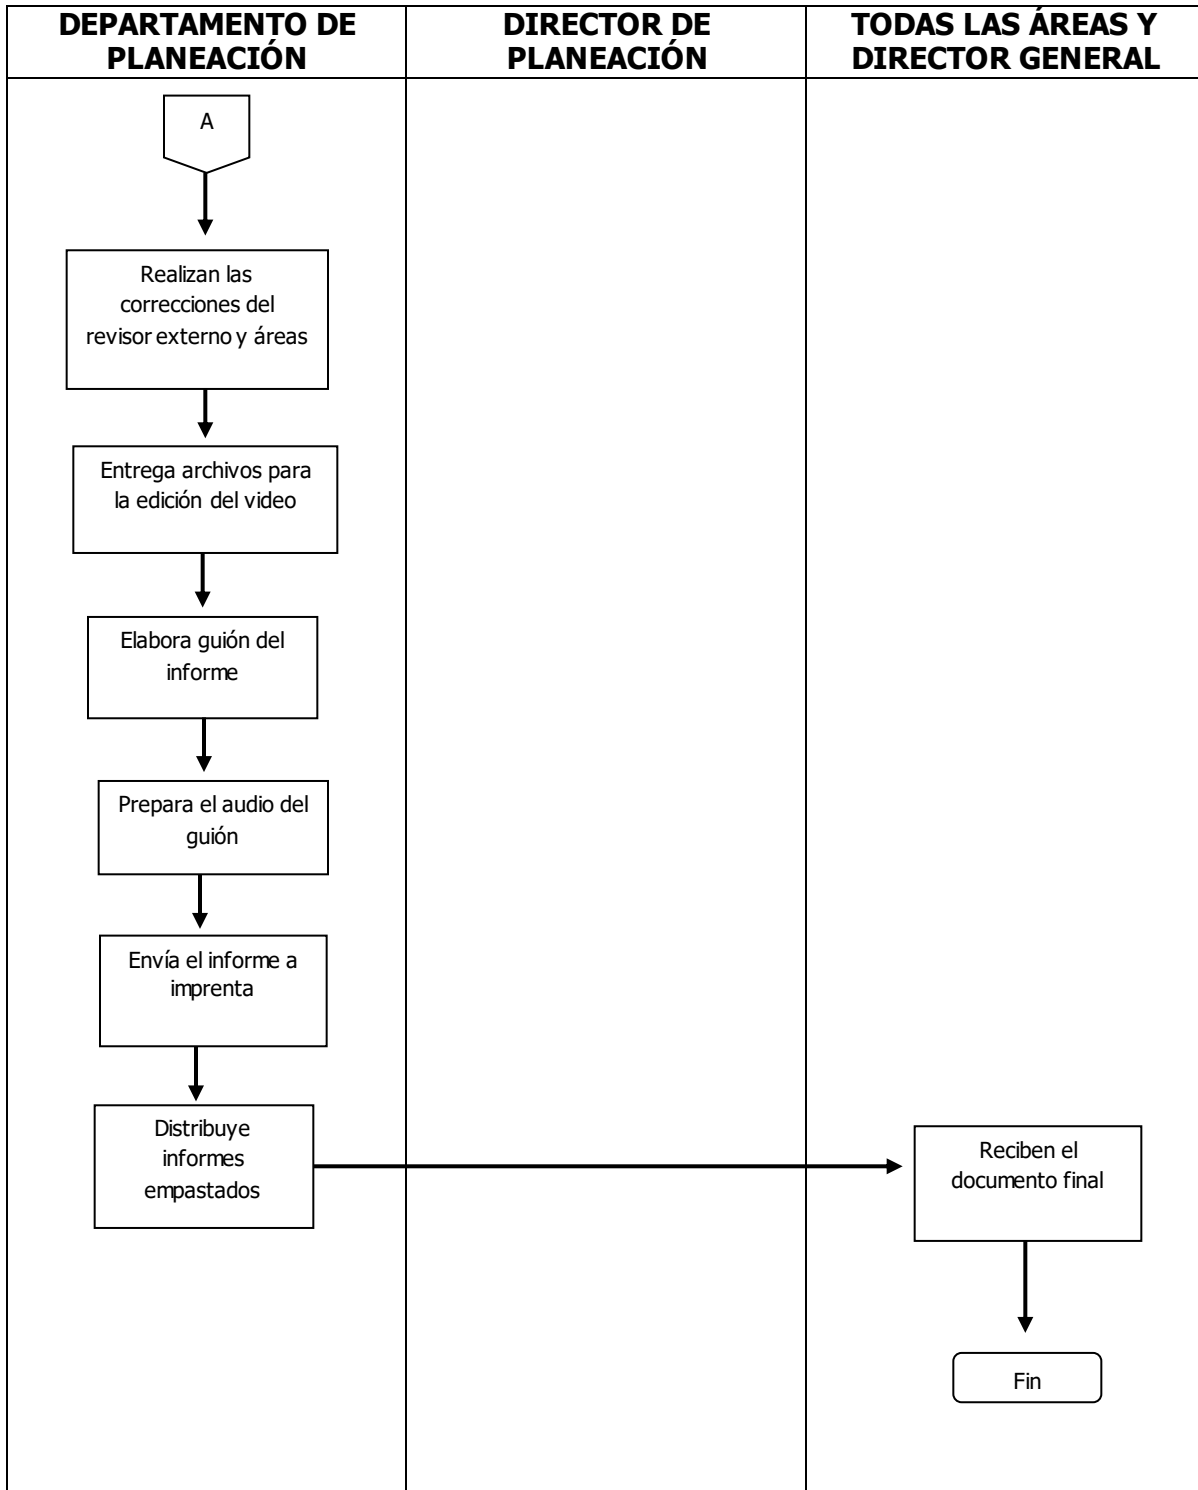 DEPARTAMENTO DE
PLANEACIÓN
DIRECTOR DE
PLANEACIÓN
TODAS LAS ÁREAS Y
DIRECTOR GENERAL
A
Realizan las
correcciones del
revisor externo y áreas
Entrega archivos para
la edición del video
Elabora guión del
informe
Prepara el audio del
guión
Envía el informe a
imprenta
Distribuye
informes
empastados
Reciben el
documento final
Fin